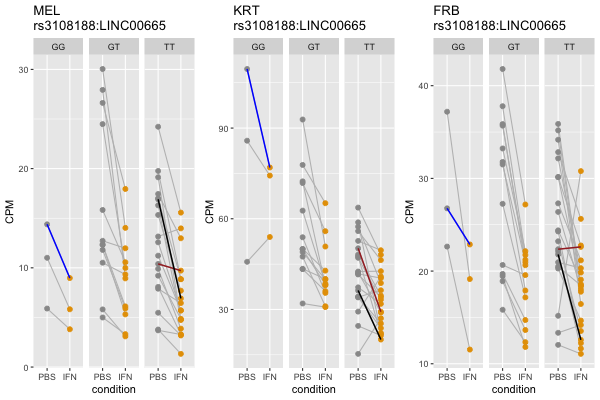 MEL
rs3108188:LINC00665
GG GT TT
CPM
30
20
10
0
PBS IFN PBS IFN PBS IFN
condition
KRT
rs3108188:LINC00665
GG GT TT
CPM
90
60
30
PBS IFN PBS IFN PBS IFN
condition
FRB
rs3108188:LINC00665
GG GT TT
CPM
40
30
20
10
PBS IFN PBS IFN PBS IFN
condition